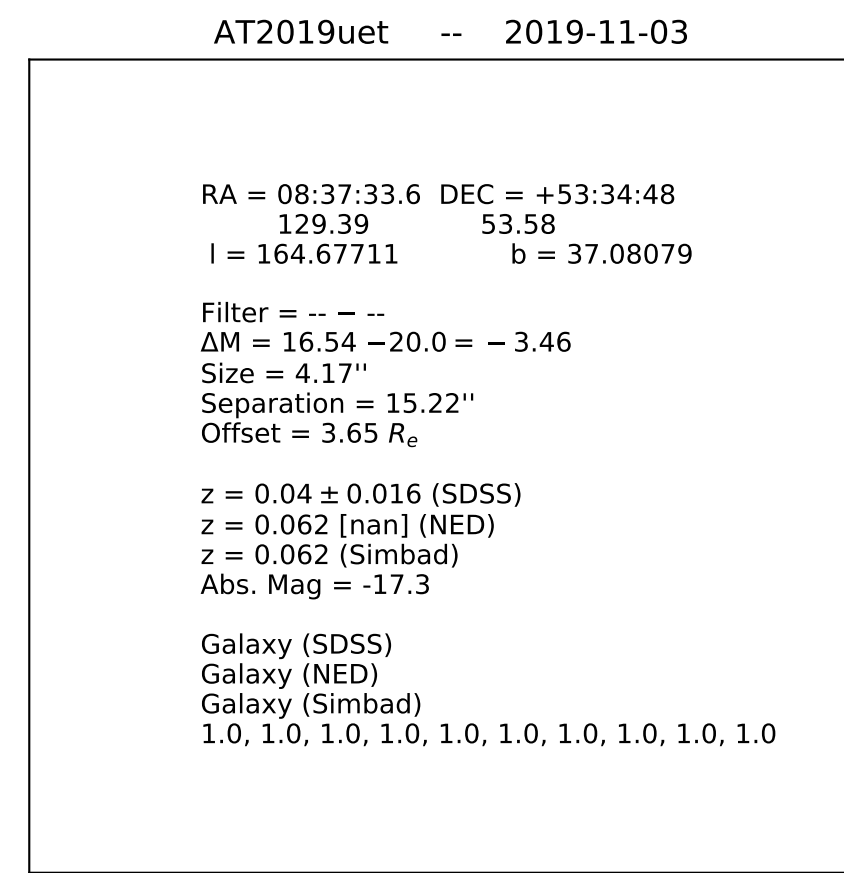 AT2019uet -- 2019-11-03
RA = 08:37:33.6 DEC = +53:34:48
129.39 53.58
l = 164.67711 b = 37.08079
Filter = -- − --
ΔM = 16.54 −20.0 = − 3.46
Size = 4.17''
Separation = 15.22''
Offset = 3.65 Rₑ
z = 0.04 ± 0.016 (SDSS)
z = 0.062 [nan] (NED)
z = 0.062 (Simbad)
Abs. Mag = -17.3
Galaxy (SDSS)
Galaxy (NED)
Galaxy (Simbad)
1.0, 1.0, 1.0, 1.0, 1.0, 1.0, 1.0, 1.0, 1.0, 1.0